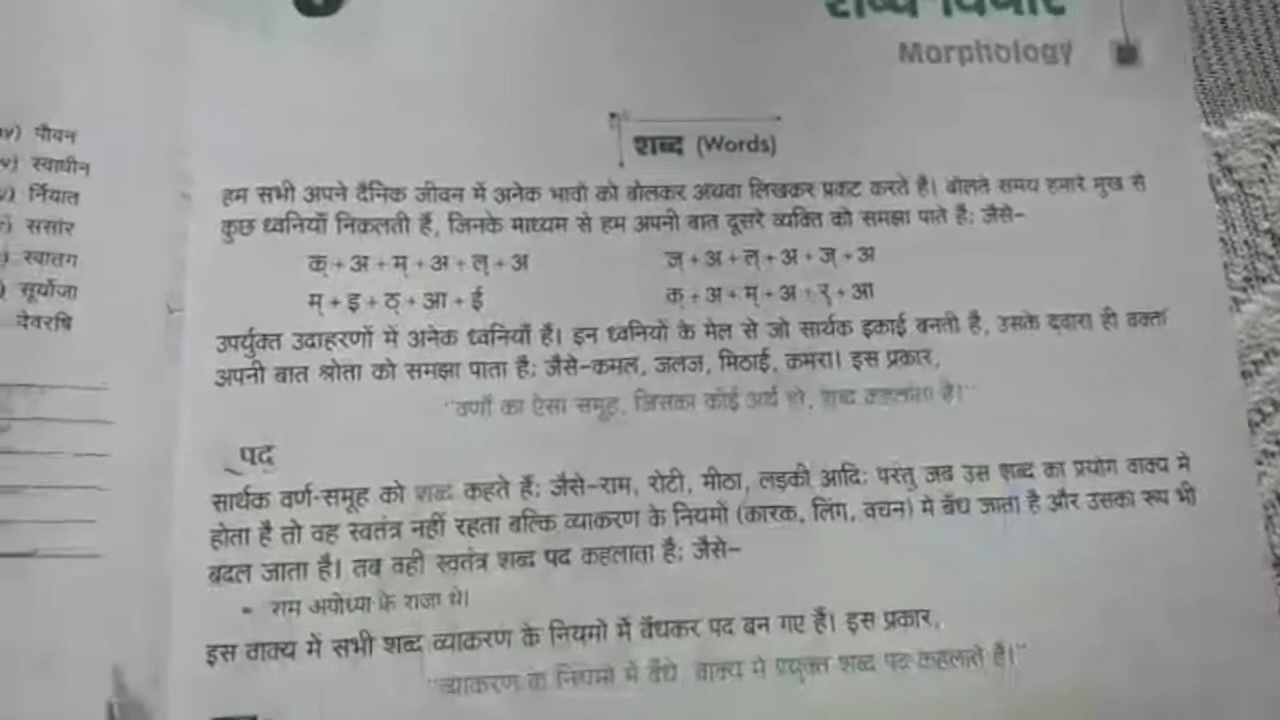 शब्द-विचार
Morphology
शब्द (Words)
हम सभी अपने दैनिक जीवन में अनेक भावों को बोलकर अथवा लिखकर प्रकट करते हैं। बोलते समय हमारे मुख से
कुछ ध्वनियाँ निकलती हैं, जिनके माध्यम से हम अपनी बात दूसरे व्यक्ति को समझा पाते हैं; जैसे–
क् + अ + म् + अ + ल् + अ
ज् + अ + ल् + अ + ज् + अ
म् + इ + ठ् + आ + ई
क् + अ + म् + अ + र् + आ
उपर्युक्त उदाहरणों में अनेक ध्वनियाँ हैं। इन ध्वनियों के मेल से जो सार्थक इकाई बनती है, उसके द्वारा ही वक्ता
अपनी बात श्रोता को समझा पाता है; जैसे–कमल, जलज, मिठाई, कमरा। इस प्रकार,
"वर्णों का ऐसा समूह, जिसका कोई अर्थ हो, शब्द कहलाता है।"
पद
सार्थक वर्ण-समूह को शब्द कहते हैं; जैसे–राम, रोटी, मीठा, लड़की आदि; परंतु जब उस शब्द का प्रयोग वाक्य में
होता है तो वह स्वतंत्र नहीं रहता बल्कि व्याकरण के नियमों (कारक, लिंग, वचन) में बँध जाता है और उसका रूप भी
बदल जाता है। तब वही स्वतंत्र शब्द पद कहलाता है; जैसे–
• राम अयोध्या के राजा थे।
इस वाक्य में सभी शब्द व्याकरण के नियमों में बँधकर पद बन गए हैं। इस प्रकार,
"व्याकरण के नियमों में बँधे, वाक्य में प्रयुक्त शब्द पद कहलाते हैं।"
v) पीवन
v) स्वाधीन
र्नियात
ससार
स्वातग
सूर्योजा
देवरषि